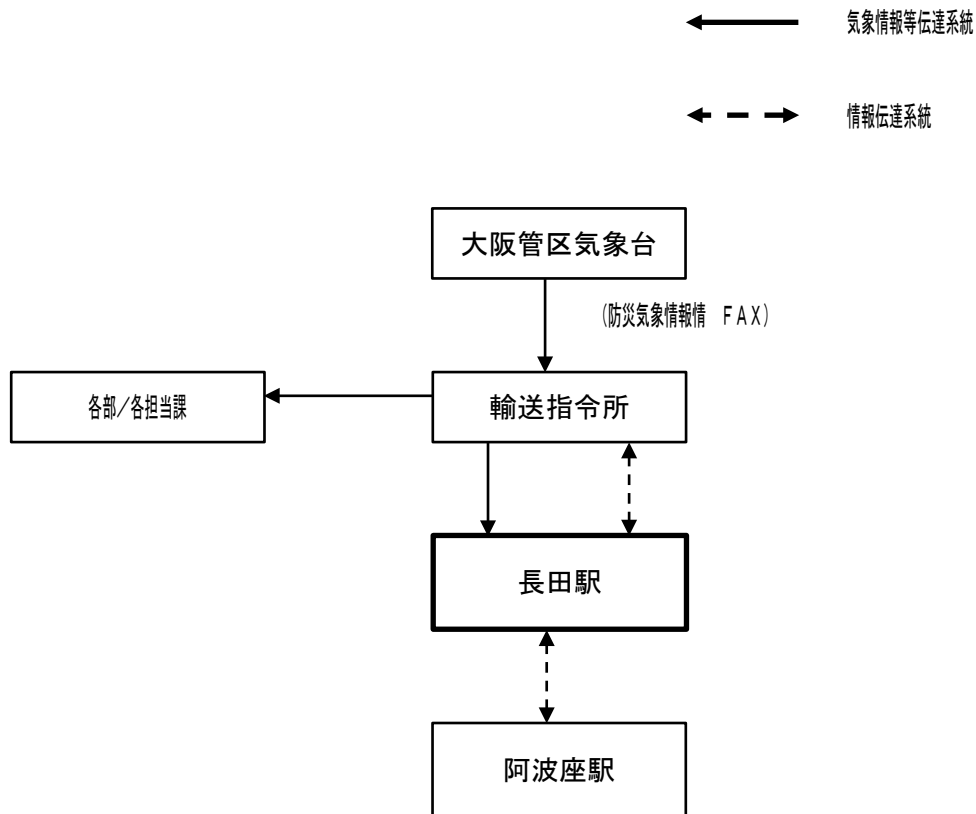 気象情報等伝達系統
情報伝達系統
大阪管区気象台
(防災気象情報情　ＦＡＸ)
各部／各担当課
輸送指令所
長田駅
阿波座駅